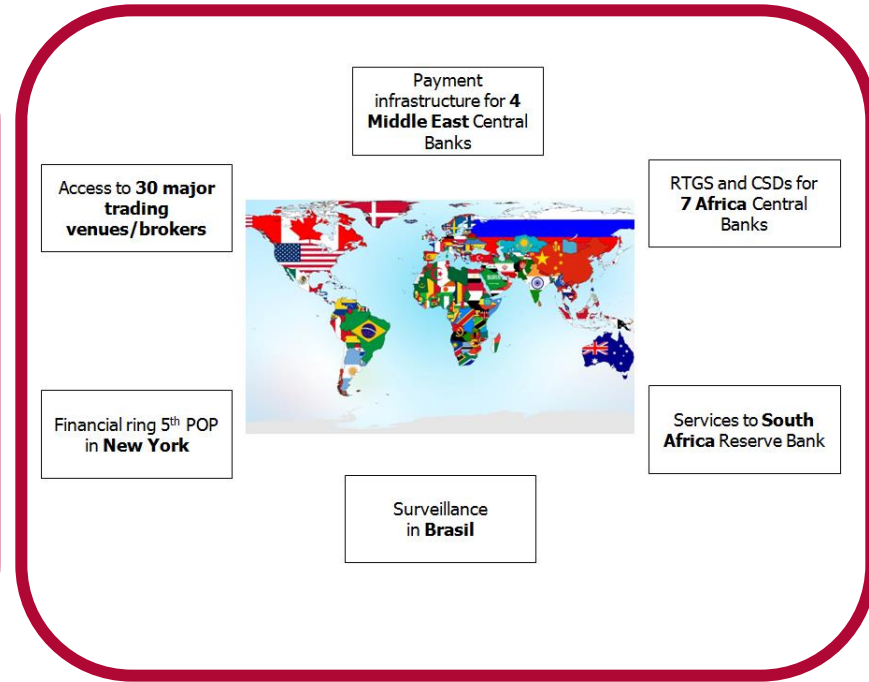 Payment
infrastructure for 4
Middle East Central
Banks
Access to 30 major
trading
venues/brokers
RTGS and CSDs for
7 Africa Central
Banks
Financial ring 5th POP
in New York
Services to South
Africa Reserve Bank
Surveillance
in Brasil